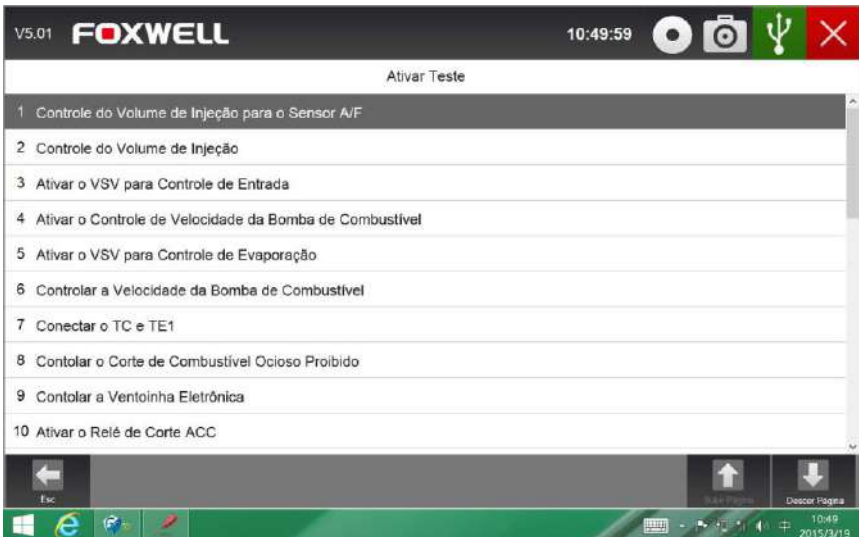 V5.01 FOXWELL 10:49:59
Ativar Teste
1 Controle do Volume de Injeção para o Sensor A/F
2 Controle do Volume de Injeção
3 Ativar o VSV para Controle de Entrada
4 Ativar o Controle de Velocidade da Bomba de Combustível
5 Ativar o VSV para Controle de Evaporação
6 Controlar a Velocidade da Bomba de Combustível
7 Conectar o TC e TE1
8 Contolar o Corte de Combustível Ocioso Proibido
9 Contolar a Ventoinha Eletrônica
10 Ativar o Relé de Corte ACC
Esc Descer Página
中 10:49
2015/3/19